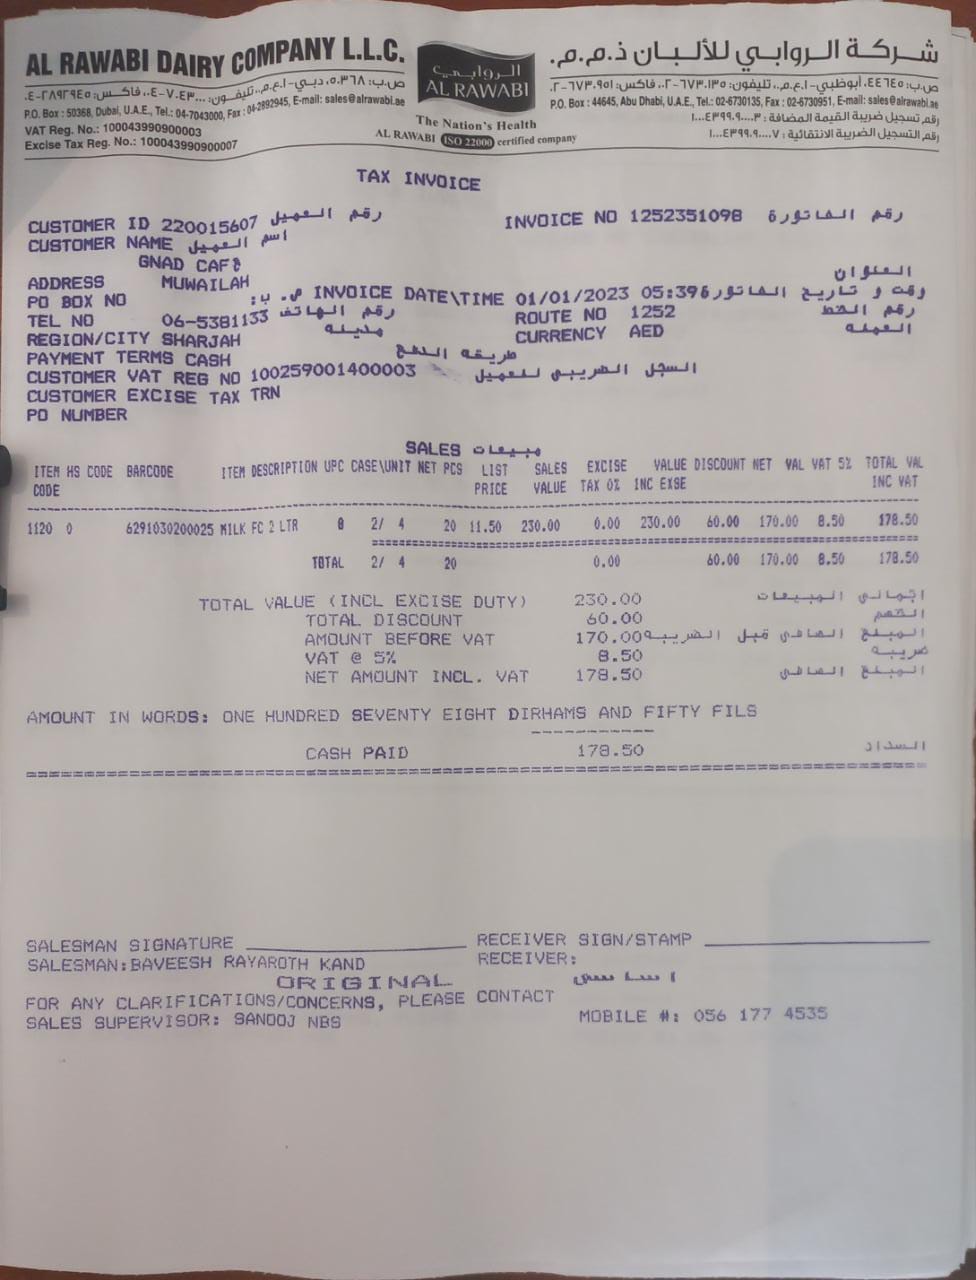 AL RAWABI DAIRY COMPANY L.L.C.
ص.ب: ٥٠٣٦٨، دبي-ا.ع.م.، تليفون: ٧٠٤٣٠٠٠-٠٤، فاكس: ٢٨٩٢٩٤٥-٠٤
P.O. Box : 50368, Dubai, U.A.E., Tel.: 04-7043000, Fax : 04-2892945, E-mail: sales@alrawabi.ae
VAT Reg. No.: 100043990900003
Excise Tax Reg. No.: 100043990900007
الروابي
AL RAWABI
The Nation's Health
AL RAWABI ISO 22000 certified company
شركة الروابي للألبان ذ.م.م.
ص.ب: ٤٤٦٤٥، أبوظبي-ا.ع.م.، تليفون: ٦٧٣٠١٣٥-٠٢، فاكس: ٦٧٣٠٩٥١-٠٢
P.O. Box : 44645, Abu Dhabi, U.A.E., Tel.: 02-6730135, Fax : 02-6730951, E-mail: sales@alrawabi.ae
رقم تسجيل ضريبة القيمة المضافة : ١٠٠٠٤٣٩٩٠٩٠٠٠٠٣
رقم التسجيل الضريبة الانتقائية : ١٠٠٠٤٣٩٩٠٩٠٠٠٠٧
TAX INVOICE
CUSTOMER ID 220015607 رقم العميل INVOICE NO 1252351098 رقم الفاتورة
CUSTOMER NAME اسم العميل
GNAD CAF
ADDRESS MUWAILAH العنوان
PO BOX NO ص. ب: INVOICE DATE\TIME 01/01/2023 05:39 وقت و تاريخ الفاتورة
TEL NO 06-5381133 رقم الهاتف ROUTE NO 1252 رقم الخط
REGION/CITY SHARJAH مدينه CURRENCY AED العمله
PAYMENT TERMS CASH طريقه الدفع
CUSTOMER VAT REG NO 100259001400003 السجل الضريبي للعميل
CUSTOMER EXCISE TAX TRN
PO NUMBER
SALES مبيعات
ITEM HS CODE BARCODE ITEM DESCRIPTION UPC CASE\UNIT NET PCS LIST SALES EXCISE VALUE DISCOUNT NET VAL VAT 5% TOTAL VAL
CODE PRICE VALUE TAX 0% INC EXSE INC VAT
1120 0 6291030200025 MILK FC 2 LTR 8 2/ 4 20 11.50 230.00 0.00 230.00 60.00 170.00 8.50 178.50
TOTAL 2/ 4 20 0.00 60.00 170.00 8.50 178.50
TOTAL VALUE (INCL EXCISE DUTY) 230.00 اجمالي المبيعات
TOTAL DISCOUNT 60.00 الخصم
AMOUNT BEFORE VAT 170.00 المبلغ الصافي قبل الضريبه
VAT @ 5% 8.50 ضريبه
NET AMOUNT INCL. VAT 178.50 المبلغ الصافي
AMOUNT IN WORDS: ONE HUNDRED SEVENTY EIGHT DIRHAMS AND FIFTY FILS
CASH PAID 178.50 السداد
SALESMAN SIGNATURE RECEIVER SIGN/STAMP
SALESMAN:BAVEESH RAYAROTH KAND RECEIVER:
ORIGINAL اساسي
FOR ANY CLARIFICATIONS/CONCERNS, PLEASE CONTACT
SALES SUPERVISOR: SANOOJ NBS MOBILE #: 056 177 4535